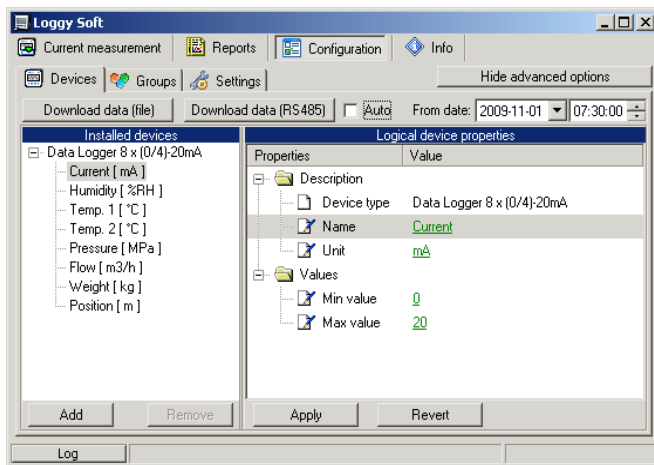 Loggy Soft
Current measurement Reports Configuration Info
Devices Groups Settings Hide advanced options
Download data (file) Download data (RS485) Auto From date: 2009-11-01 07:30:00
Installed devices Logical device properties
Data Logger 8 x (0/4)-20mA
Current [ mA ]
Humidity [ %RH ]
Temp. 1 [ °C ]
Temp. 2 [ °C ]
Pressure [ MPa ]
Flow [ m3/h ]
Weight [ kg ]
Position [ m ]
Properties Value
Description
Device type Data Logger 8 x (0/4)-20mA
Name Current
Unit mA
Values
Min value 0
Max value 20
Add Remove Apply Revert
Log